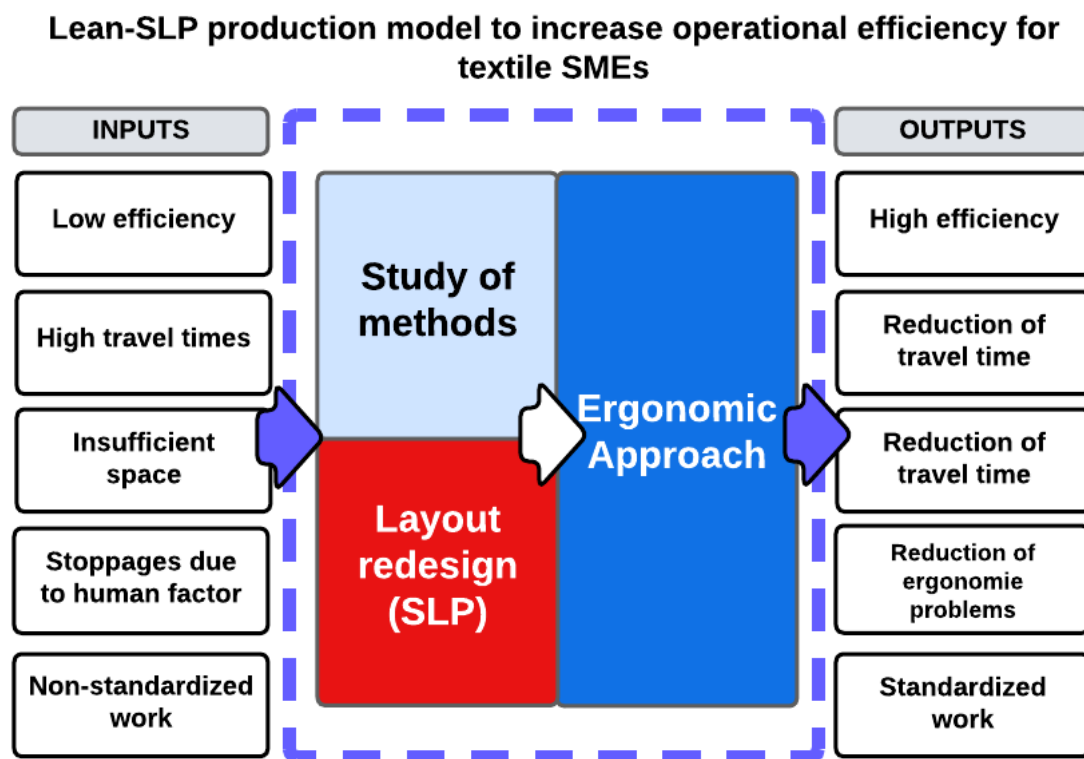 Lean-SLP production model to increase operational efficiency for
textile SMEs
INPUTS
Low efficiency
High travel times
Insufficient
space
Stoppages due
to human factor
Non-standardized
work
Study of
methods
Layout
redesign
(SLP)
Ergonomic
Approach
OUTPUTS
High efficiency
Reduction of
travel time
Reduction of
travel time
Reduction of
ergonomie
problems
Standardized
work